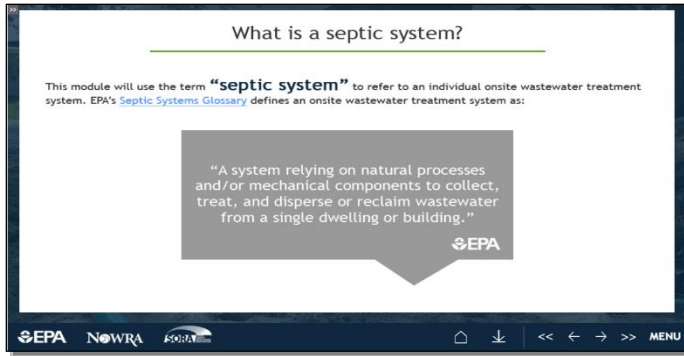 >>
What is a septic system?
This module will use the term “septic system” to refer to an individual onsite wastewater treatment
system. EPA's Septic Systems Glossary defines an onsite wastewater treatment system as:
“A system relying on natural processes
and/or mechanical components to collect,
treat, and disperse or reclaim wastewater
from a single dwelling or building.”
EPA
EPA NOWRA SORA << ← → >> MENU